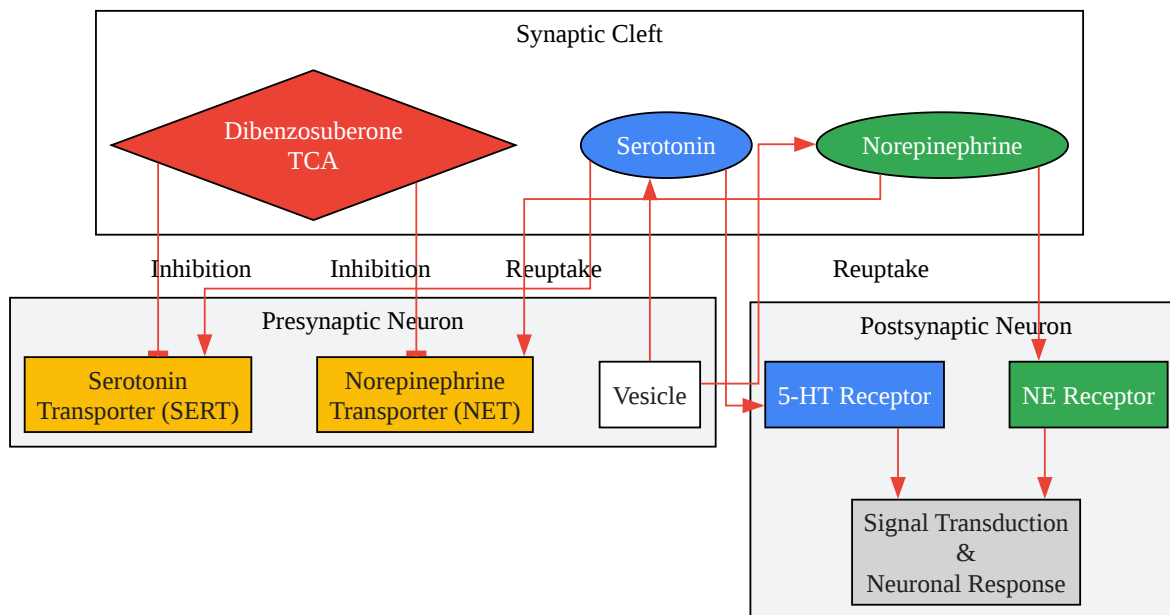 Synaptic Cleft
Dibenzosuberone
TCA
Serotonin
Norepinephrine
Inhibition
Inhibition
Reuptake
Reuptake
Presynaptic Neuron
Serotonin
Transporter (SERT)
Norepinephrine
Transporter (NET)
Vesicle
Postsynaptic Neuron
5-HT Receptor
NE Receptor
Signal Transduction
&
Neuronal Response